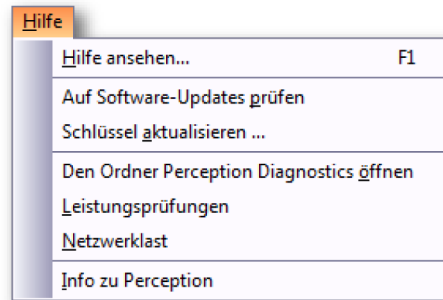 Hilfe
Hilfe ansehen... F1
Auf Software-Updates prüfen
Schlüssel aktualisieren ...
Den Ordner Perception Diagnostics öffnen
Leistungsprüfungen
Netzwerklast
Info zu Perception